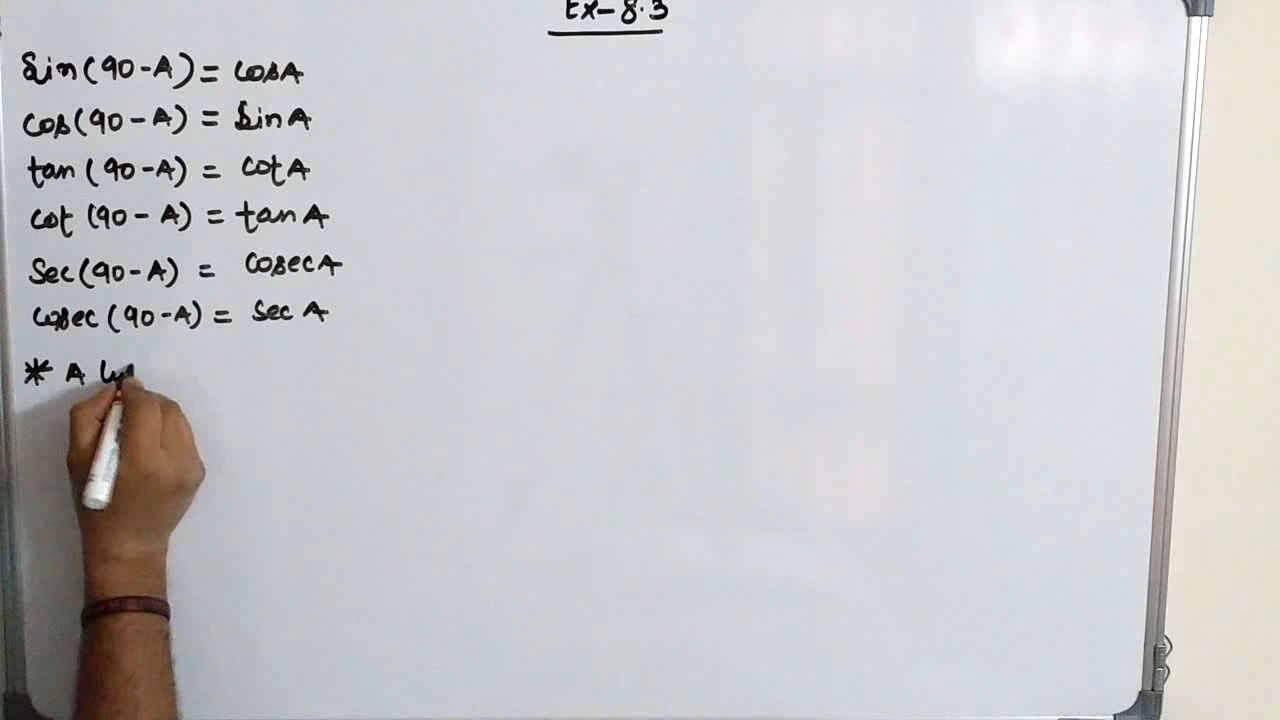 Ex-8.3
Sin(90-A) = cosA
cos(90-A) = SinA
tan(90-A) = cotA
cot(90-A) = tanA
Sec(90-A) = cosecA
cosec(90-A) = Sec A
* A